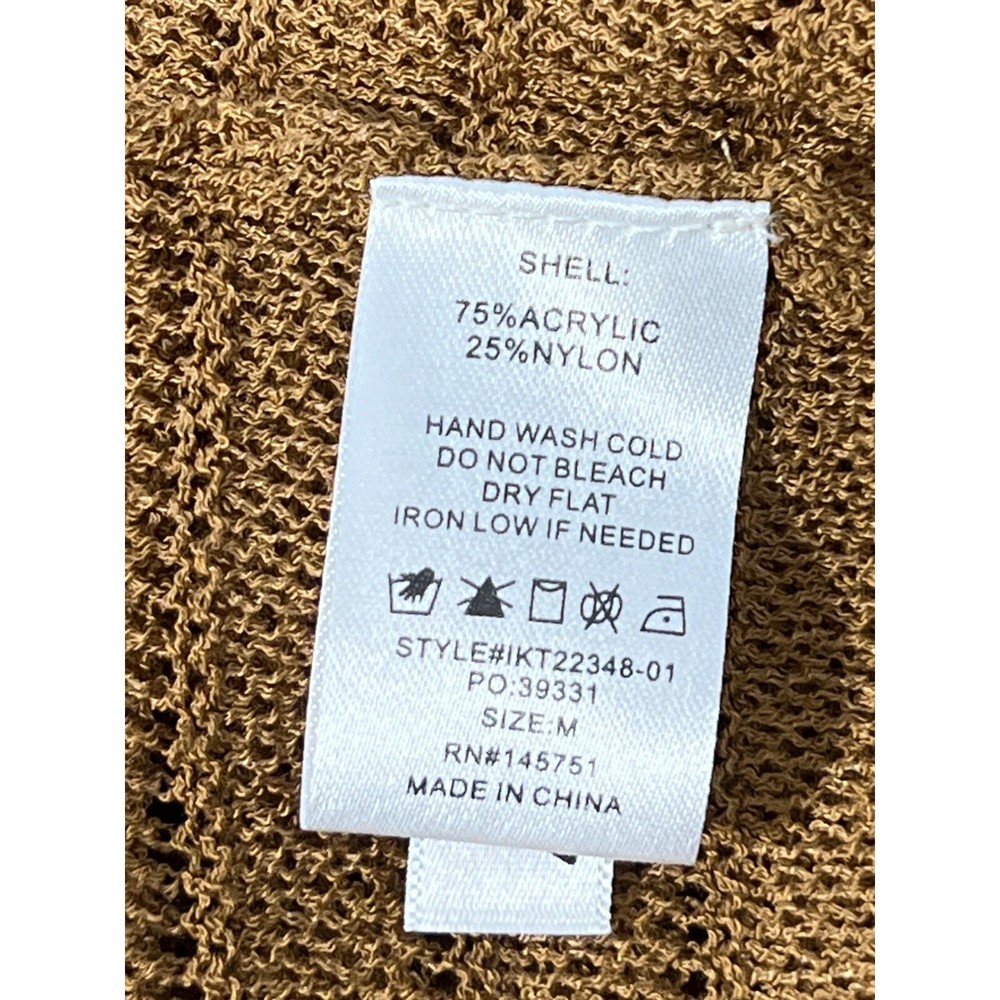 SHELL:
75%ACRYLIC
25%NYLON
HAND WASH COLD
DO NOT BLEACH
DRY FLAT
IRON LOW IF NEEDED
STYLE#IKT22348-01
PO:39331
SIZE:M
RN#145751
MADE IN CHINA